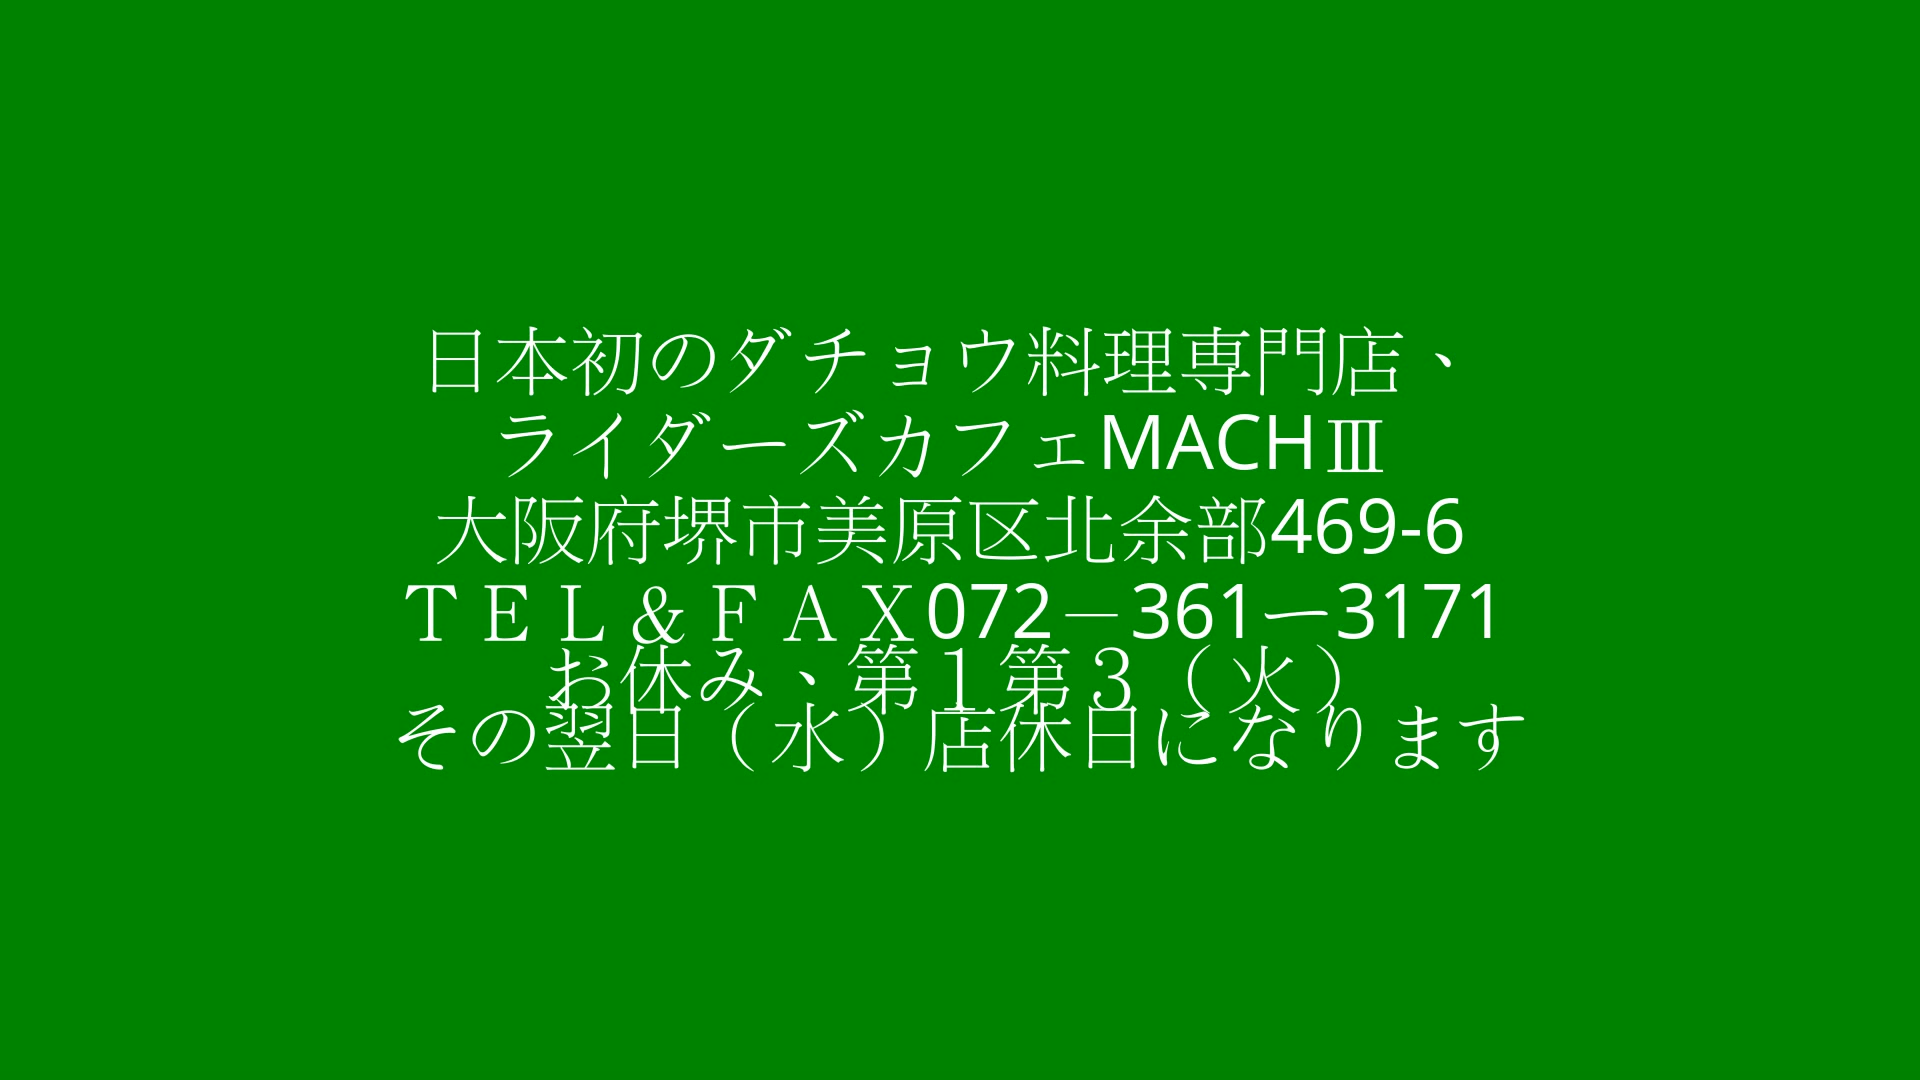 日本初のダチョウ料理専門店、
ライダーズカフェMACHⅢ
大阪府堺市美原区北余部469-6
ＴＥＬ＆ＦＡＸ072－361ー3171
お休み、第１第３（火）
その翌日（水）店休日になります